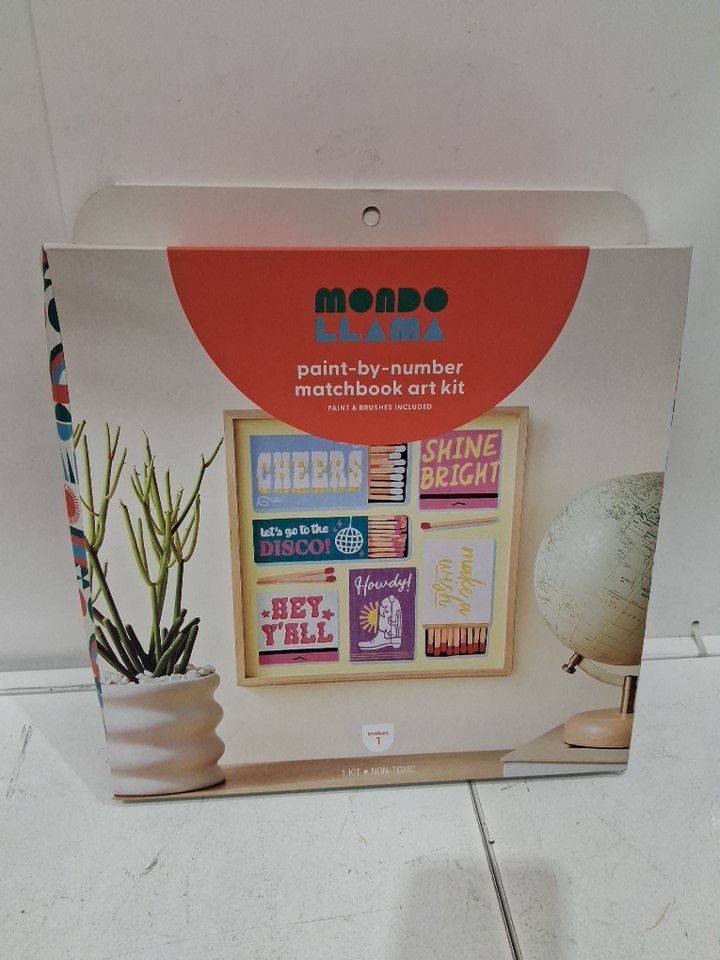 MONDO
LLAMA
paint-by-number
matchbook art kit
PAINT & BRUSHES INCLUDED
CHEERS
SHINE
BRIGHT
let's go to the
DISCO!
make a
wish
Howdy!
HEY
Y'ALL
makes
1
1 KIT • NON-TOXIC